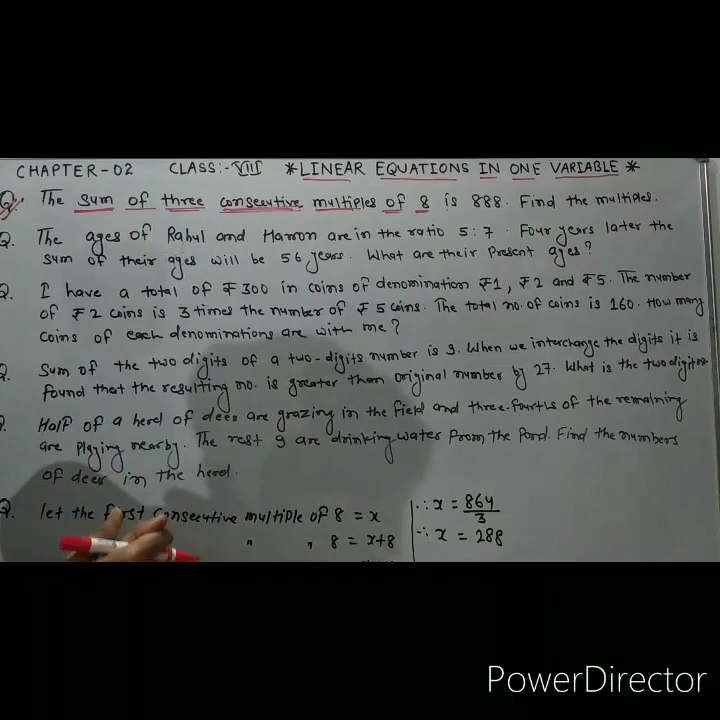 CHAPTER-02 CLASS:- VIII *LINEAR EQUATIONS IN ONE VARIABLE *
Q. The sum of three consecutive multiples of 8 is 888. Find the multiples.
Q. The ages of Rahul and Haroon are in the ratio 5:7. Four years later the
sum of their ages will be 56 years. What are their Present ages?
Q. I have a total of ₹300 in coins of denomination ₹1, ₹2 and ₹5. The number
of ₹2 coins is 3 times the number of ₹5 coins. The total no. of coins is 160. How many
coins of each denominations are with me?
Q. Sum of the two digits of a two-digits number is 9. When we interchange the digits it is
found that the resulting no. is greater than original number by 27. What is the two digit no.
Q. Half of a herd of deer are grazing in the field and three-fourths of the remaining
are playing nearby. The rest 9 are drinking water from the Pond. Find the numbers
of deer in the herd.
Q. let the first consecutive multiple of 8 = x
" " 8 = x+8
∴ x = 864/3
∴ x = 288
PowerDirector